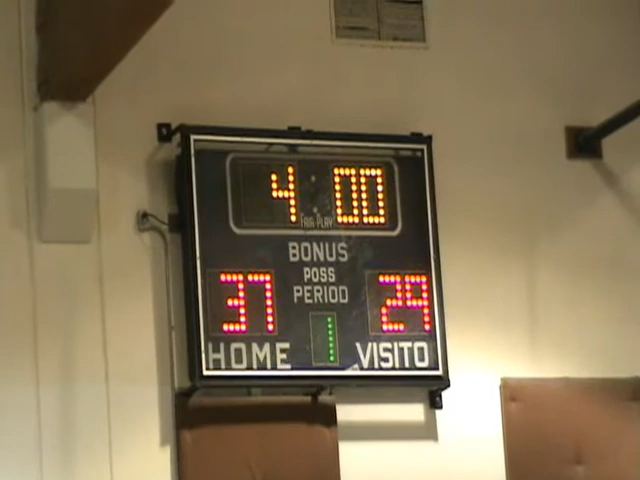 4:00
FAIR-PLAY
BONUS
POSS
PERIOD
37 1 29
HOME VISITO